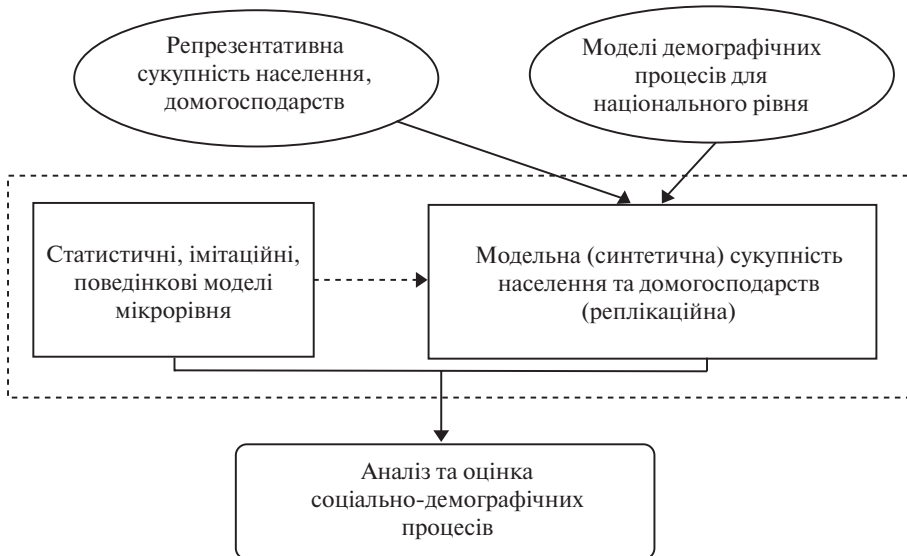 Репрезентативна
сукупність населення,
домогосподарств
Моделі демографічних
процесів для
національного рівня
Статистичні, імітаційні,
поведінкові моделі
мікрорівня
Модельна (синтетична) сукупність
населення та домогосподарств
(реплікаційна)
Аналіз та оцінка
соціально-демографічних
процесів